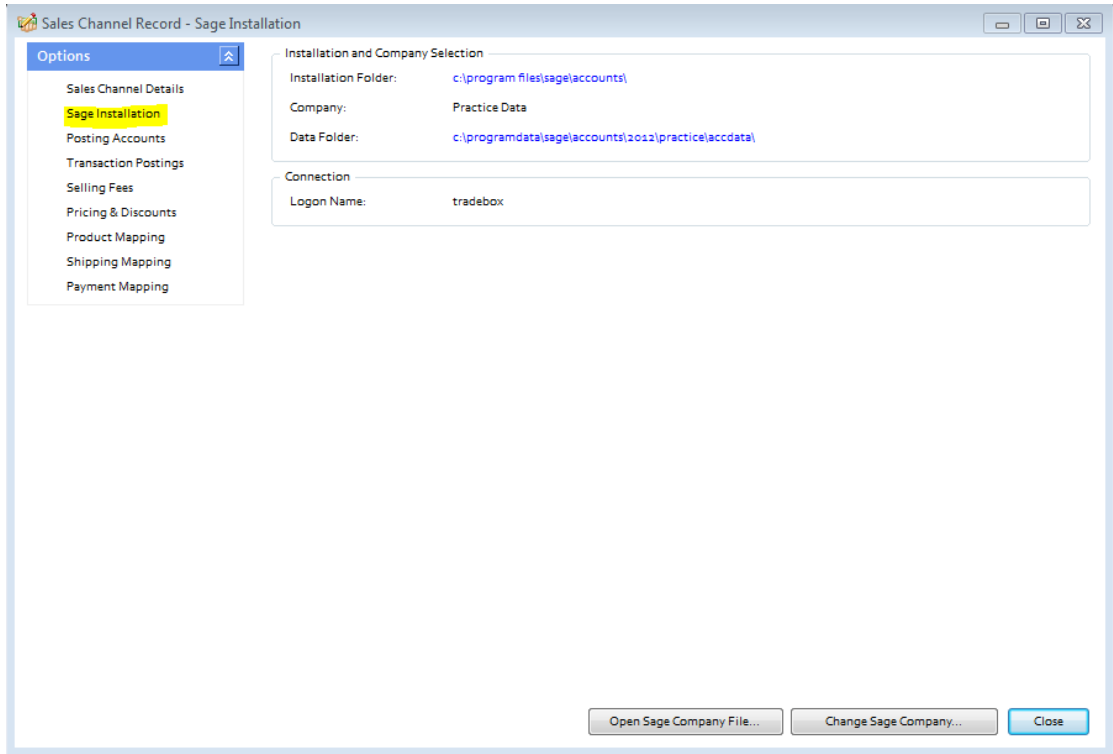 Sales Channel Record - Sage Installation
Options
Sales Channel Details
Sage Installation
Posting Accounts
Transaction Postings
Selling Fees
Pricing & Discounts
Product Mapping
Shipping Mapping
Payment Mapping
Installation and Company Selection
Installation Folder: c:\program files\sage\accounts\
Company: Practice Data
Data Folder: c:\programdata\sage\accounts\2012\practice\accdata\
Connection
Logon Name: tradebox
Open Sage Company File... Change Sage Company... Close